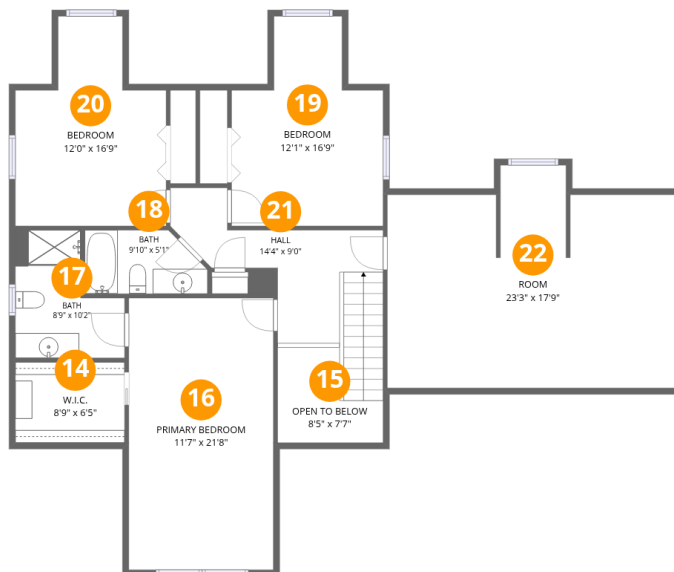 20
BEDROOM
12'0" x 16'9"
19
BEDROOM
12'1" x 16'9"
18
BATH
9'10" x 5'1"
21
HALL
14'4" x 9'0"
22
ROOM
23'3" x 17'9"
17
BATH
8'9" x 10'2"
14
W.I.C.
8'9" x 6'5"
16
PRIMARY BEDROOM
11'7" x 21'8"
15
OPEN TO BELOW
8'5" x 7'7"